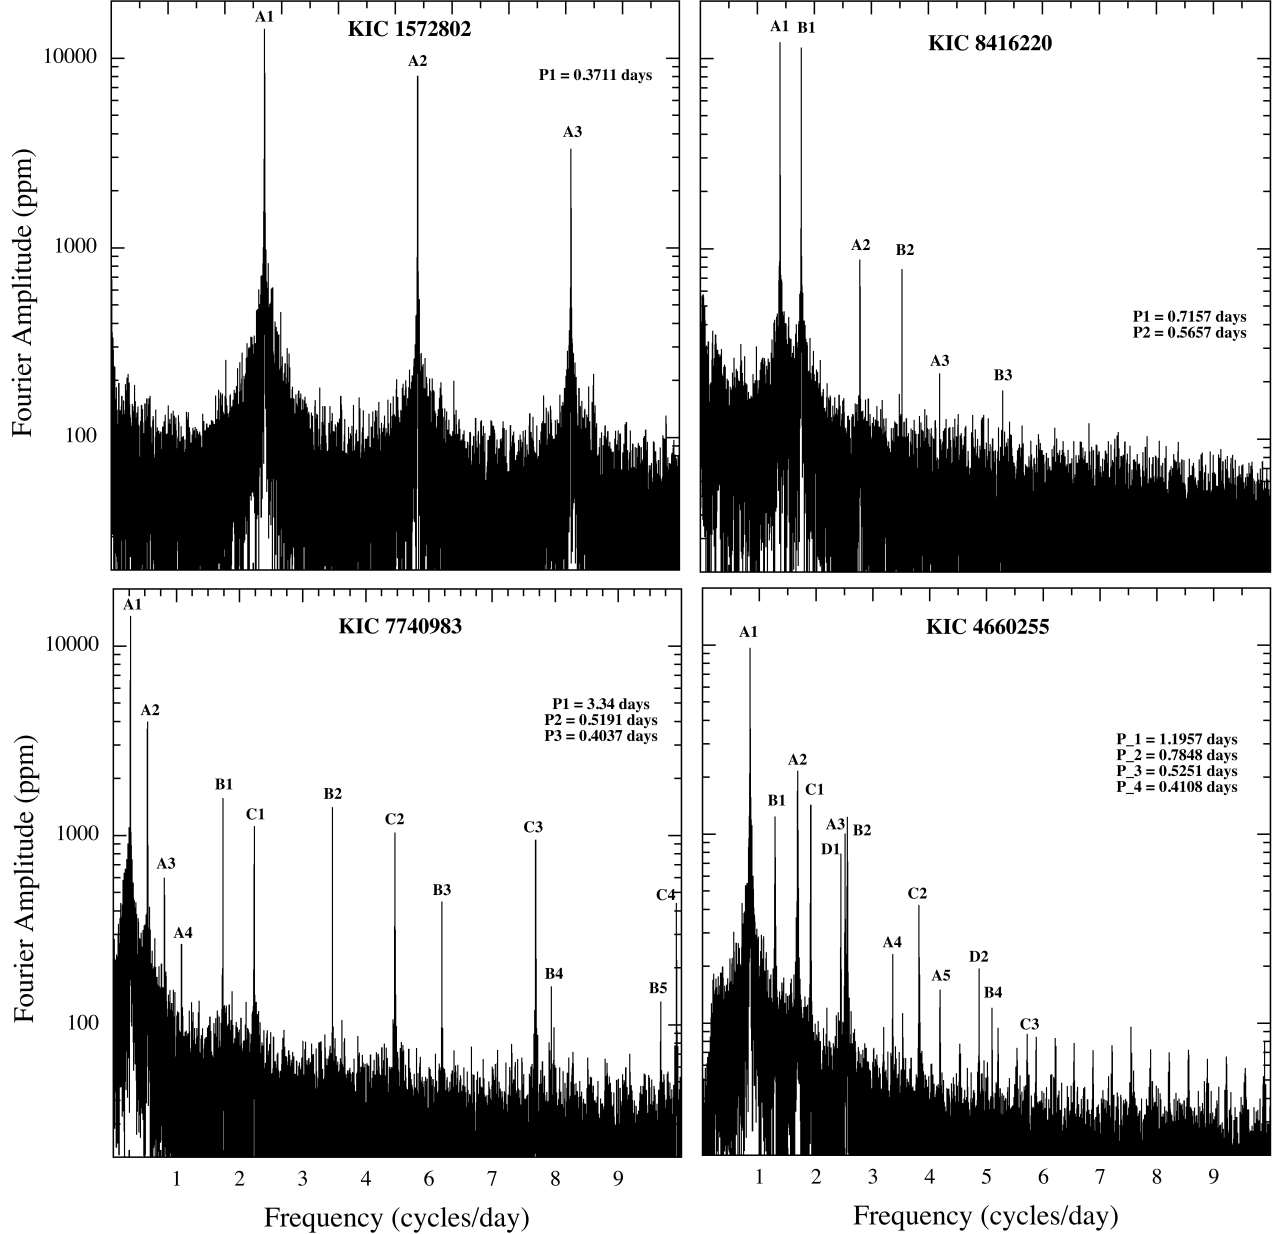 KIC 1572802
A1
A2
A3
P1 = 0.3711 days
10000
1000
100
Fourier Amplitude (ppm)
KIC 8416220
A1 B1
A2 B2
A3 B3
P1 = 0.7157 days
P2 = 0.5657 days
KIC 7740983
A1
A2
A3
A4
B1
C1
B2
C2
B3
C3
B4
C4
B5
P1 = 3.34 days
P2 = 0.5191 days
P3 = 0.4037 days
10000
1000
100
Fourier Amplitude (ppm)
1 2 3 4 6 7 8 9
Frequency (cycles/day)
KIC 4660255
A1
B1
A2
C1
A3
D1
B2
A4
C2
A5
D2
B4
C3
P_1 = 1.1957 days
P_2 = 0.7848 days
P_3 = 0.5251 days
P_4 = 0.4108 days
1 2 3 4 5 6 7 8 9
Frequency (cycles/day)